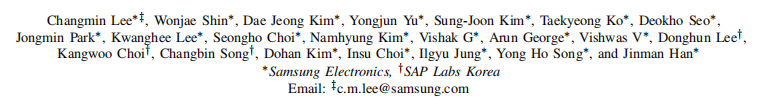 Changmin Lee*‡, Wonjae Shin*, Dae Jeong Kim*, Yongjun Yu*, Sung-Joon Kim*, Taekyeong Ko*, Deokho Seo*,
Jongmin Park*, Kwanghee Lee*, Seongho Choi*, Namhyung Kim*, Vishak G*, Arun George*, Vishwas V*, Donghun Lee†,
Kangwoo Choi†, Changbin Song†, Dohan Kim*, Insu Choi*, Ilgyu Jung*, Yong Ho Song*, and Jinman Han*
*Samsung Electronics, †SAP Labs Korea
Email: ‡c.m.lee@samsung.com